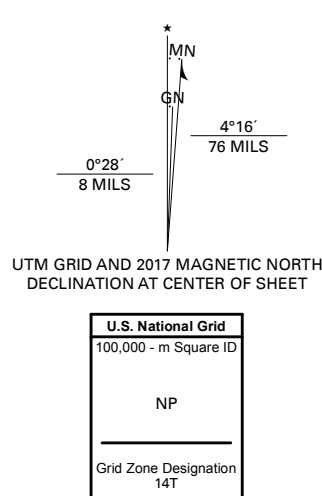 ★
MN
GN
4°16´
76 MILS
0°28´
8 MILS
UTM GRID AND 2017 MAGNETIC NORTH
DECLINATION AT CENTER OF SHEET
U.S. National Grid
100,000 - m Square ID
NP
Grid Zone Designation
14T